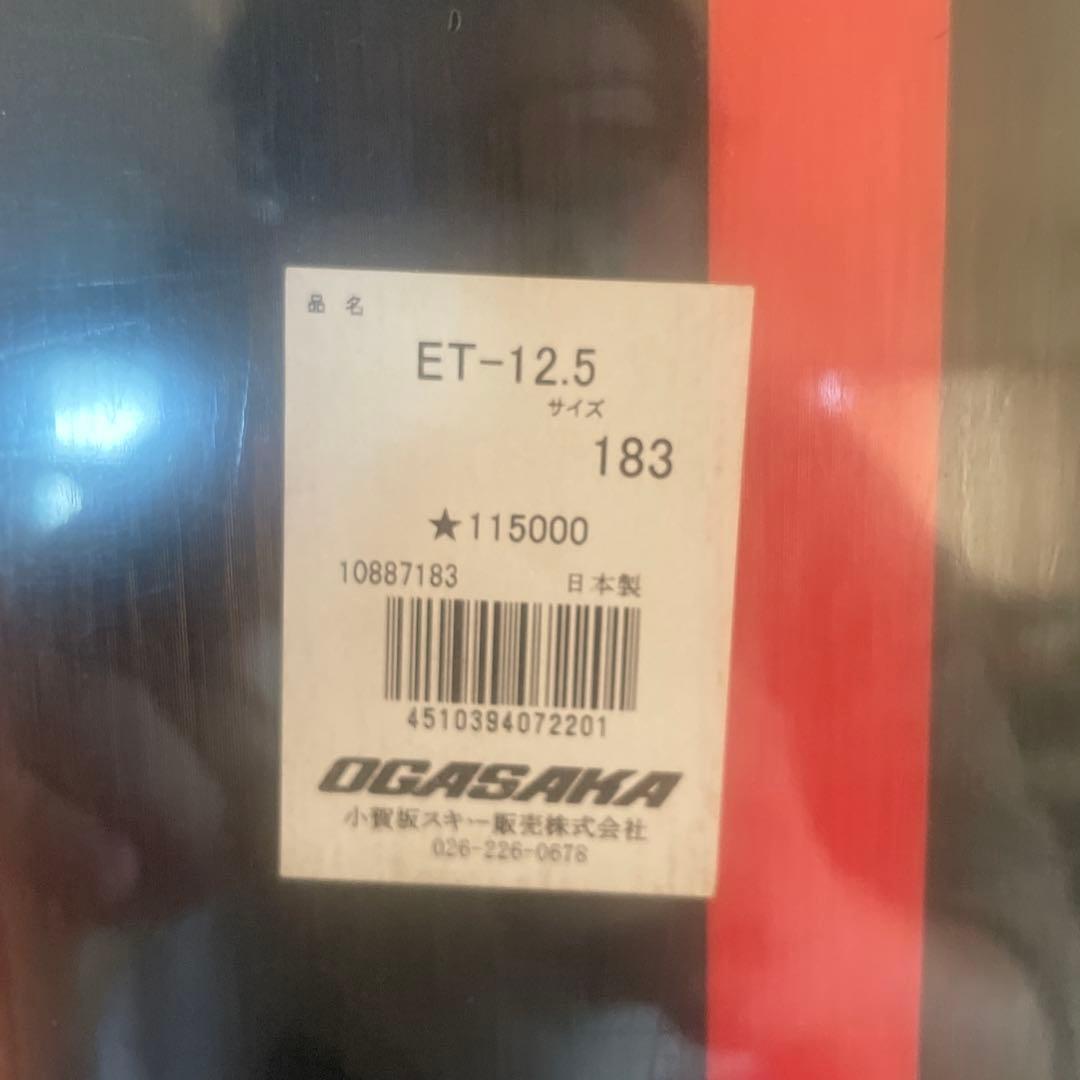 品 名
ET-12.5
サイズ
183
★115000
10887183 日本製
4510394072201
OGASAKA
小賀坂スキー販売株式会社
026-226-0678